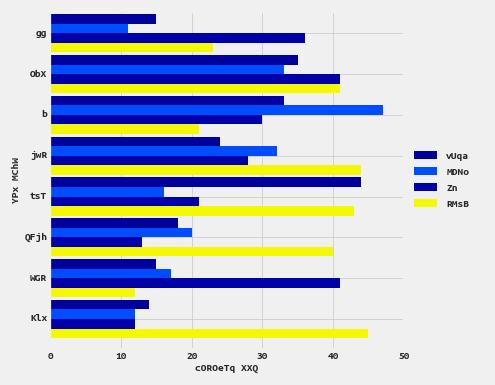 gg
ObX
b
jwR
tsT
QFjh
WGR
Klx
YPx MChW
0 10 20 30 40 50
cOROeTq XXQ
vUqa
MDNo
Zn
RMsB